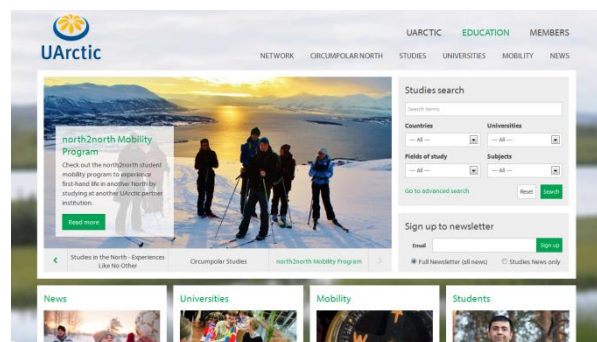 UArctic
UARCTIC EDUCATION MEMBERS
NETWORK CIRCUMPOLAR NORTH STUDIES UNIVERSITIES MOBILITY NEWS
north2north Mobility
Program
Check out the north2north student
mobility program to experience
first-hand life in another North by
studying at another UArctic partner
institution.
Read more
Studies in the North - Experiences
Like No Other
Circumpolar Studies
north2north Mobility Program
Studies search
Search terms
Countries Universities
--- All --- --- All ---
Fields of study Subjects
--- All --- --- All ---
Go to advanced search Reset Search
Sign up to newsletter
Email Sign up
Full Newsletter (all news) Studies News only
News Universities Mobility Students